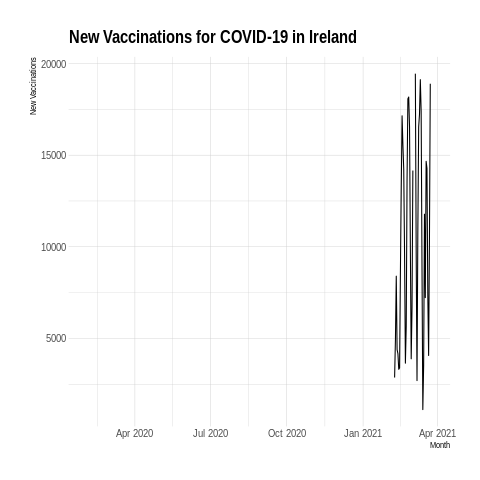 New Vaccinations for COVID-19 in Ireland
New Vaccinations
20000
15000
10000
5000
Apr 2020 Jul 2020 Oct 2020 Jan 2021 Apr 2021
Month